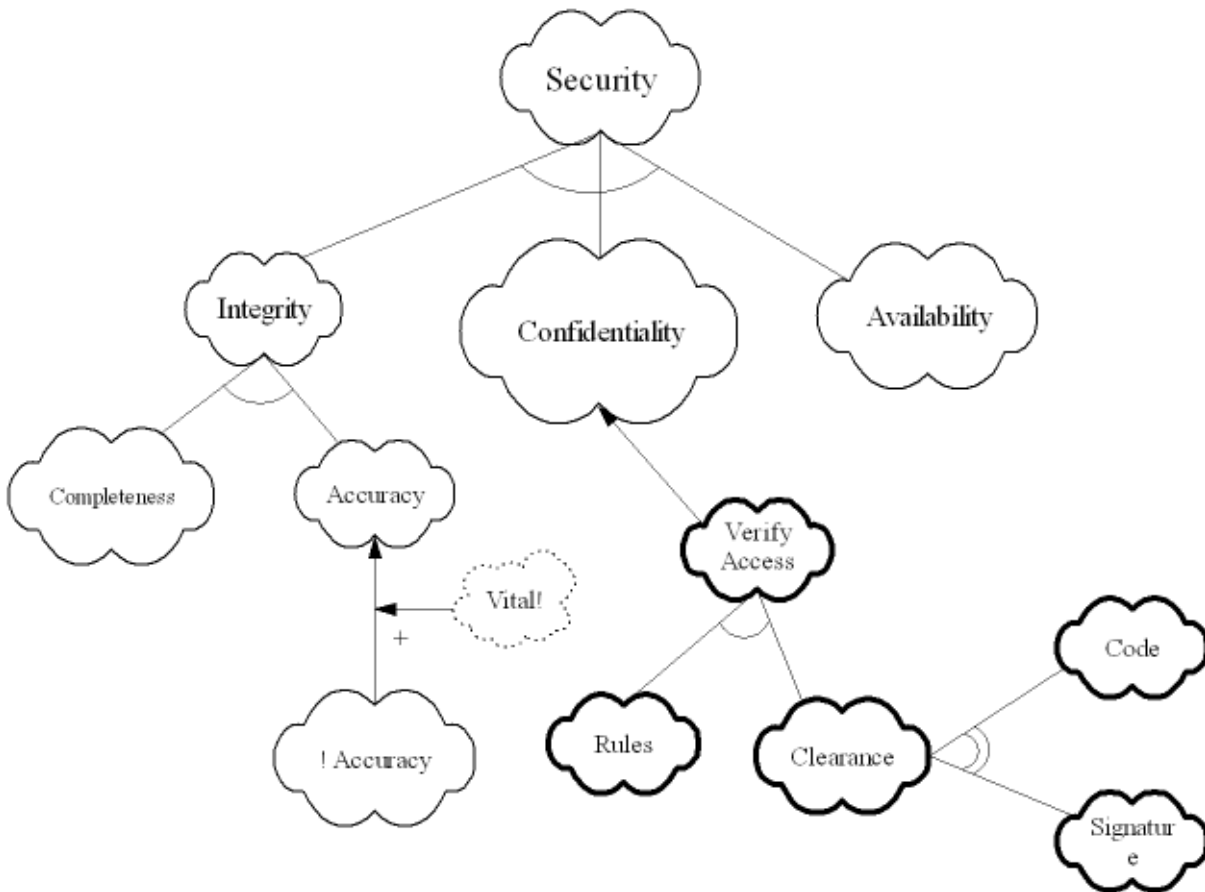 Security
Integrity
Confidentiality
Availability
Completeness
Accuracy
Verify
Access
Vital!
+
Code
Rules
Clearance
! Accuracy
Signatur
e